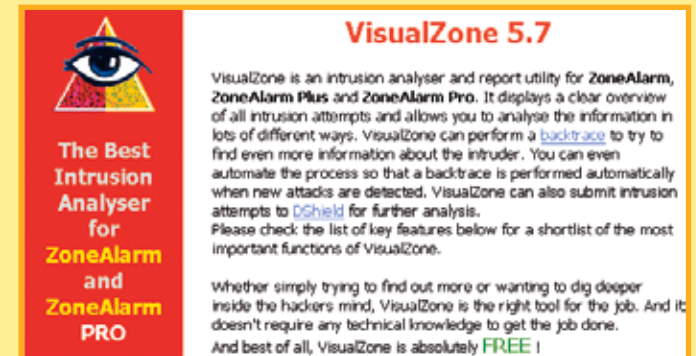 VisualZone 5.7
The Best
Intrusion
Analyser
for
ZoneAlarm
and
ZoneAlarm
PRO
VisualZone is an intrusion analyser and report utility for ZoneAlarm,
ZoneAlarm Plus and ZoneAlarm Pro. It displays a clear overview
of all intrusion attempts and allows you to analyse the information in
lots of different ways. VisualZone can perform a backtrace to try to
find even more information about the intruder. You can even
automate the process so that a backtrace is performed automatically
when new attacks are detected. VisualZone can also submit intrusion
attempts to DShield for further analysis.
Please check the list of key features below for a shortlist of the most
important functions of VisualZone.
Whether simply trying to find out more or wanting to dig deeper
inside the hackers mind, VisualZone is the right tool for the job. And it
doesn't require any technical knowledge to get the job done.
And best of all, VisualZone is absolutely FREE !